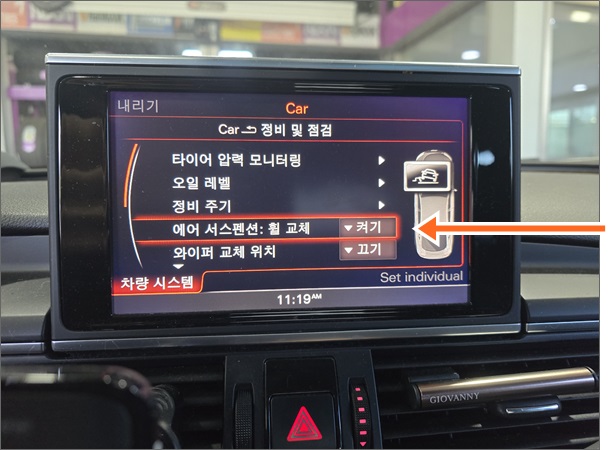 내리기
Car
Car 정비 및 점검
타이어 압력 모니터링
오일 레벨
정비 주기
에어 서스펜션: 휠 교체 켜기
와이퍼 교체 위치 끄기
차량 시스템
Set individual
11:19AM
GIOVANNY